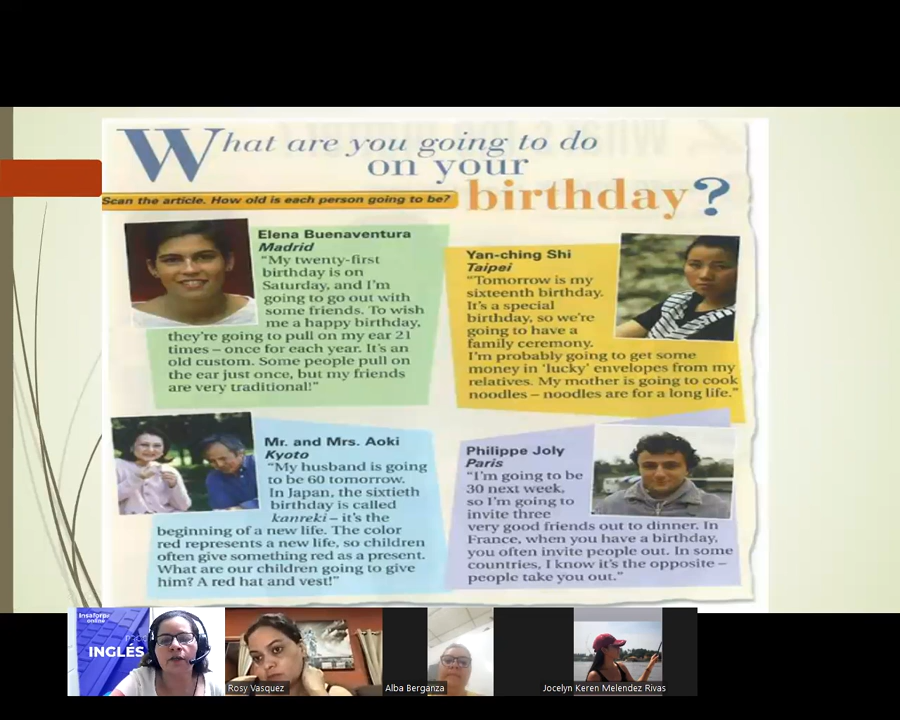 What are you going to do
on your
birthday?
Scan the article. How old is each person going to be?
Elena Buenaventura
Madrid
“My twenty-first
birthday is on
Saturday, and I'm
going to go out with
some friends. To wish
me a happy birthday,
they're going to pull on my ear 21
times – once for each year. It's an
old custom. Some people pull on
the ear just once, but my friends
are very traditional!”
Yan-ching Shi
Taipei
“Tomorrow is my
sixteenth birthday.
It's a special
birthday, so we're
going to have a
family ceremony.
I'm probably going to get some
money in ‘lucky’ envelopes from my
relatives. My mother is going to cook
noodles – noodles are for a long life.”
Mr. and Mrs. Aoki
Kyoto
“My husband is going
to be 60 tomorrow.
In Japan, the sixtieth
birthday is called
kanreki – it's the
beginning of a new life. The color
red represents a new life, so children
often give something red as a present.
What are our children going to give
him? A red hat and vest!”
Philippe Joly
Paris
“I'm going to be
30 next week,
so I'm going to
invite three
very good friends out to dinner. In
France, when you have a birthday,
you often invite people out. In some
countries, I know it's the opposite –
people take you out.”
online
INGLÉS
Rosy Vasquez
Alba Berganza
Jocelyn Keren Melendez Rivas